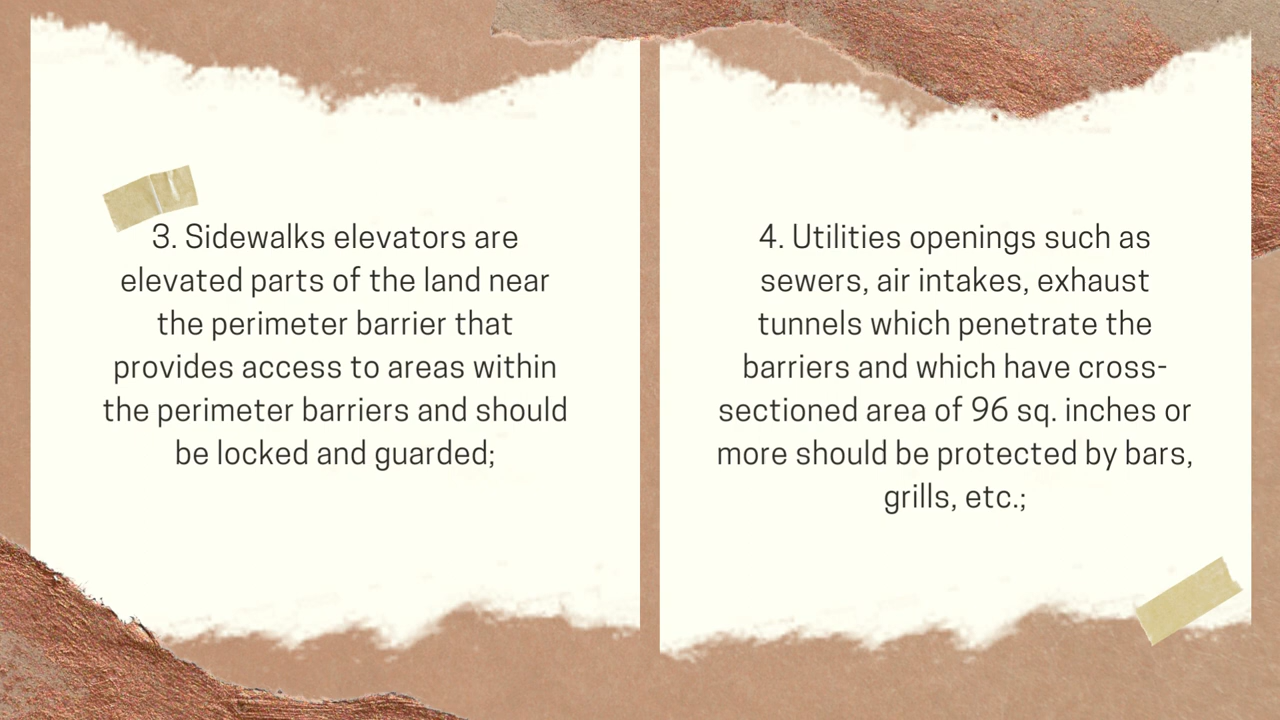 3. Sidewalks elevators are
elevated parts of the land near
the perimeter barrier that
provides access to areas within
the perimeter barriers and should
be locked and guarded;
4. Utilities openings such as
sewers, air intakes, exhaust
tunnels which penetrate the
barriers and which have cross-
sectioned area of 96 sq. inches or
more should be protected by bars,
grills, etc.;